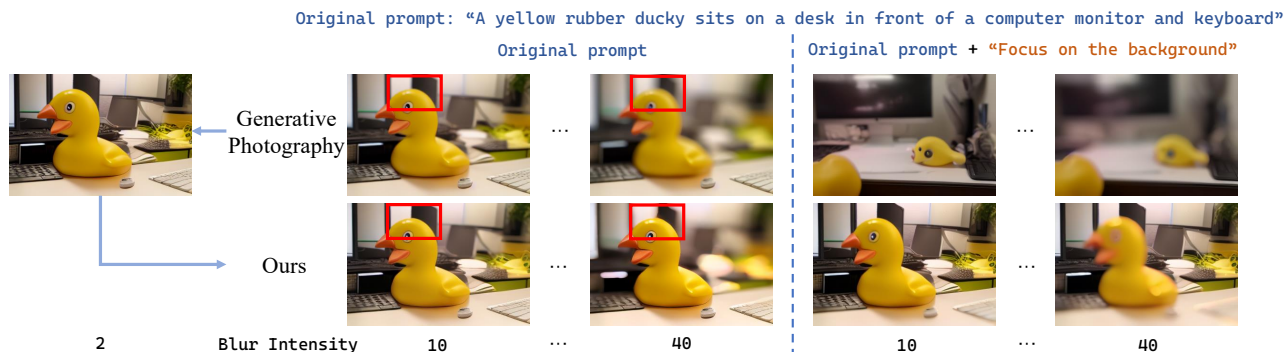 Original prompt: “A yellow rubber ducky sits on a desk in front of a computer monitor and keyboard”
Original prompt
Original prompt + “Focus on the background”
Generative
Photography
...
...
Ours
...
...
2 Blur Intensity 10 ... 40 10 ... 40